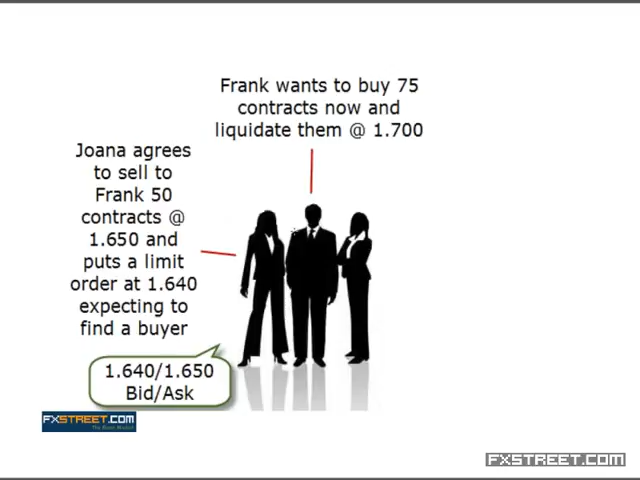 Frank wants to buy 75
contracts now and
liquidate them @ 1.700
Joana agrees
to sell to
Frank 50
contracts @
1.650 and
puts a limit
order at 1.640
expecting to
find a buyer
1.640/1.650
Bid/Ask
FXSTREET.COM
FXSTREET.COM